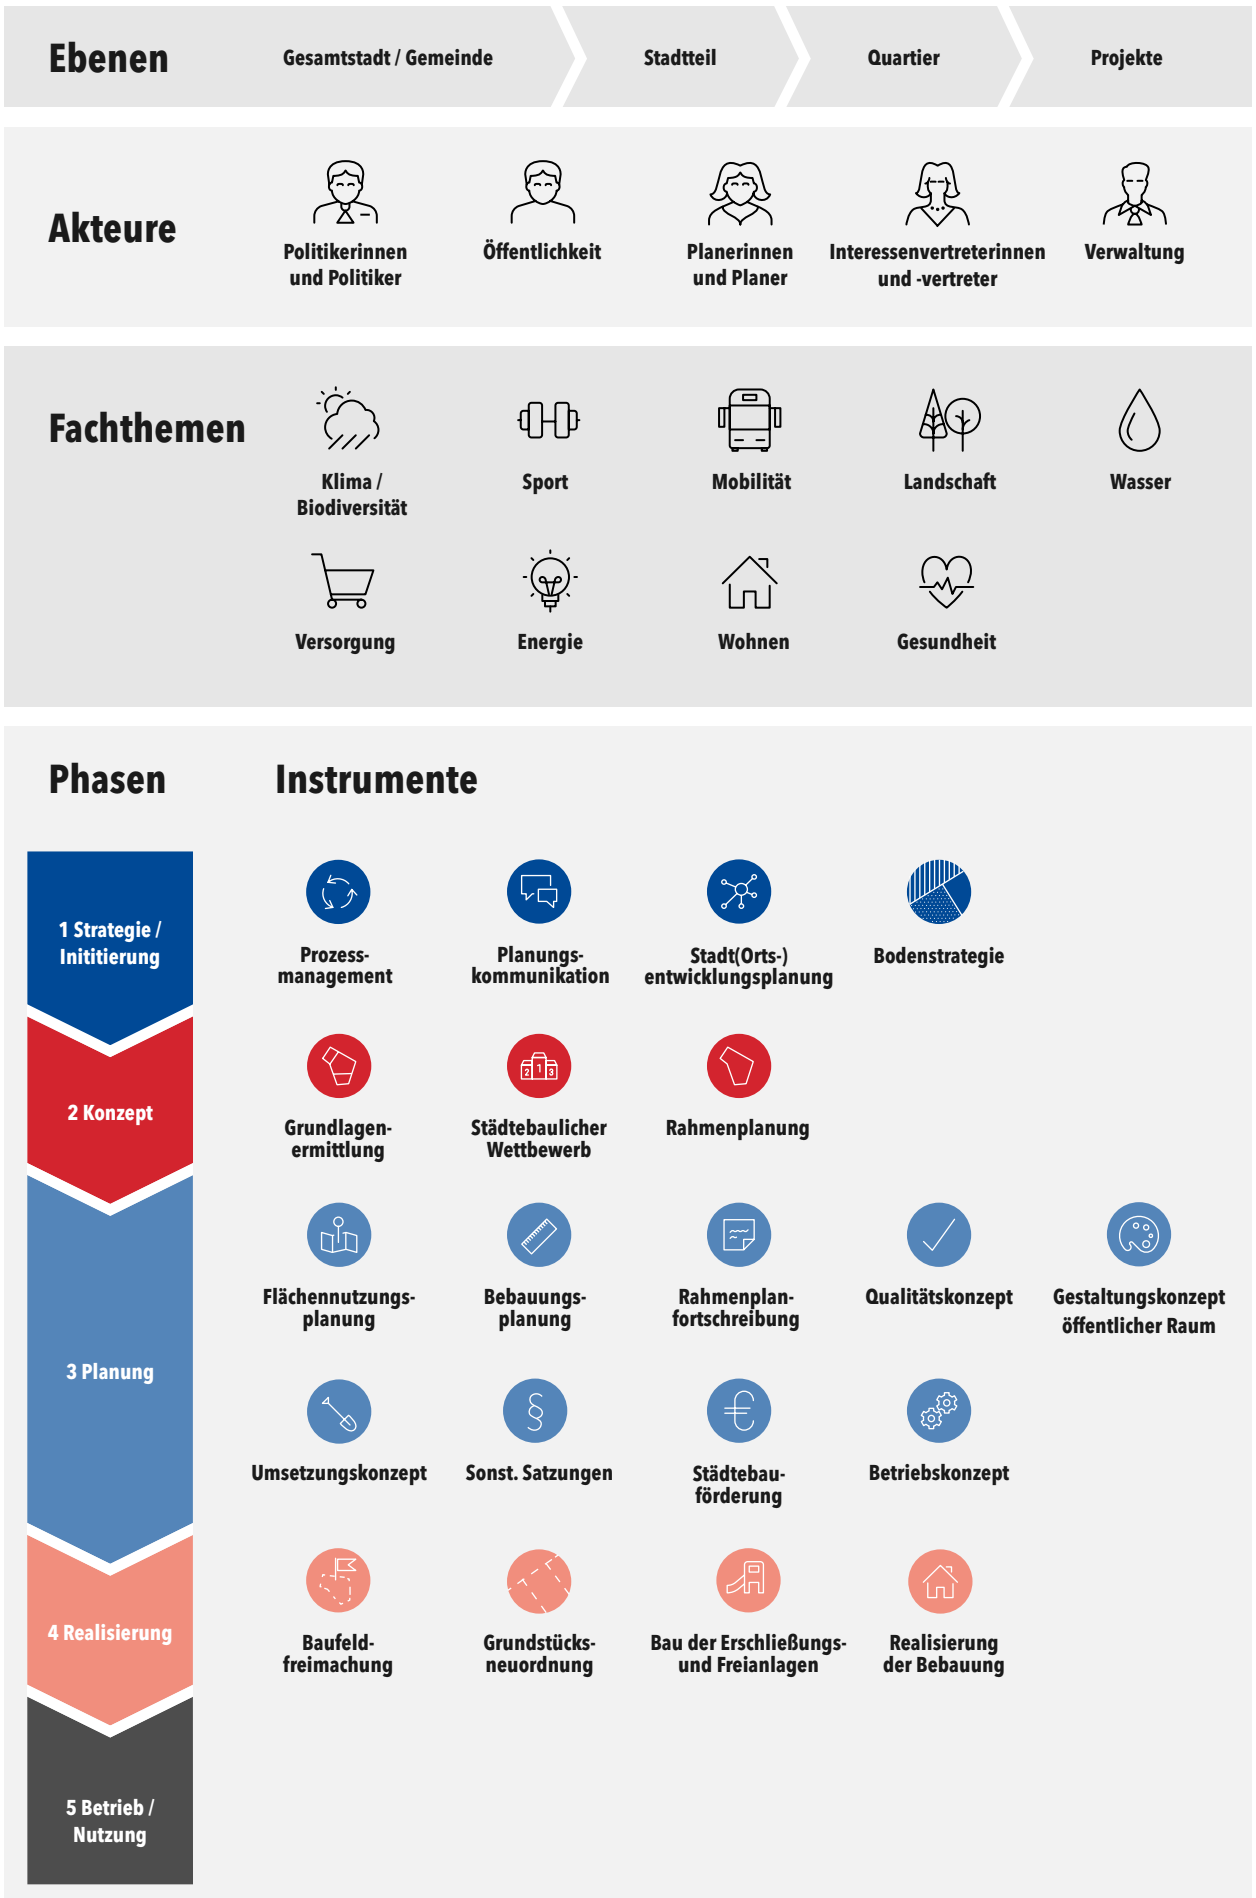 Ebenen
Gesamtstadt / Gemeinde
Stadtteil
Quartier
Projekte
Akteure
Politikerinnen
und Politiker
Öffentlichkeit
Planerinnen
und Planer
Interessenvertreterinnen
und -vertreter
Verwaltung
Fachthemen
Klima /
Biodiversität
Sport
Mobilität
Landschaft
Wasser
Versorgung
Energie
Wohnen
Gesundheit
Phasen
Instrumente
1 Strategie /
Inititierung
Prozess-
management
Planungs-
kommunikation
Stadt(Orts-)
entwicklungsplanung
Bodenstrategie
2 Konzept
2 1 3
Grundlagen-
ermittlung
Städtebaulicher
Wettbewerb
Rahmenplanung
3 Planung
Flächennutzungs-
planung
Bebauungs-
planung
Rahmenplan-
fortschreibung
Qualitätskonzept
Gestaltungskonzept
öffentlicher Raum
§
€
Umsetzungskonzept
Sonst. Satzungen
Städtebau-
förderung
Betriebskonzept
4 Realisierung
Baufeld-
freimachung
Grundstücks-
neuordnung
Bau der Erschließungs-
und Freianlagen
Realisierung
der Bebauung
5 Betrieb /
Nutzung